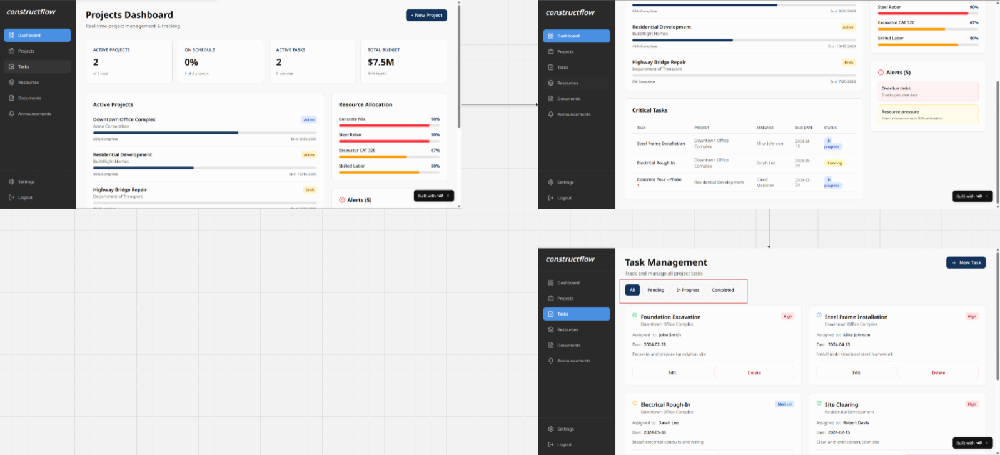 constructflow
Dashboard
Projects
Tasks
Resources
Documents
Announcements
Settings
Logout
Projects Dashboard
Real-time project management & tracking
+ New Project
ACTIVE PROJECTS
2
of 3 total
ON SCHEDULE
0%
0 of 3 projects
ACTIVE TASKS
2
5 overdue
TOTAL BUDGET
$7.5M
94% health
Active Projects
Downtown Office Complex
Active
Acme Corporation
65% Complete
End: 8/30/2024
Residential Development
Active
BuildRight Homes
45% Complete
End: 10/15/2024
Highway Bridge Repair
Draft
Department of Transport
Resource Allocation
Concrete Mix
90%
Steel Rebar
90%
Excavator CAT 320
67%
Skilled Labor
80%
Alerts (5)
Built with v0 ×
constructflow
Dashboard
Projects
Tasks
Resources
Documents
Announcements
Settings
Logout
65% Complete
End: 8/30/2024
Residential Development
Active
BuildRight Homes
45% Complete
End: 10/15/2024
Highway Bridge Repair
Draft
Department of Transport
0% Complete
End: 7/20/2024
Critical Tasks
TASK PROJECT ASSIGNEE DUE DATE STATUS
Steel Frame Installation
Downtown Office
Complex
Mike Johnson
2024-04-
15
In
progress
Electrical Rough-In
Downtown Office
Complex
Sarah Lee
2024-05-
30
Pending
Concrete Pour - Phase
1
Residential Development
David
Martinez
2024-03-
20
In
progress
Steel Rebar
90%
Excavator CAT 320
67%
Skilled Labor
80%
Alerts (5)
Overdue tasks
5 tasks past due date
Resource pressure
Some resources over 80% utilization
Built with v0 ×
constructflow
Dashboard
Projects
Tasks
Resources
Documents
Announcements
Settings
Logout
Task Management
Track and manage all project tasks
+ New Task
All
Pending
In Progress
Completed
Foundation Excavation
High
Downtown Office Complex
Assigned to: John Smith
Due: 2024-02-28
Excavate and prepare foundation site
Edit
Delete
Steel Frame Installation
High
Downtown Office Complex
Assigned to: Mike Johnson
Due: 2024-04-15
Install main structural steel framework
Edit
Delete
Electrical Rough-In
Medium
Downtown Office Complex
Assigned to: Sarah Lee
Due: 2024-05-30
Install electrical conduits and wiring
Site Clearing
High
Residential Development
Assigned to: Robert Davis
Due: 2024-02-15
Clear and level construction site
Built with v0 ×